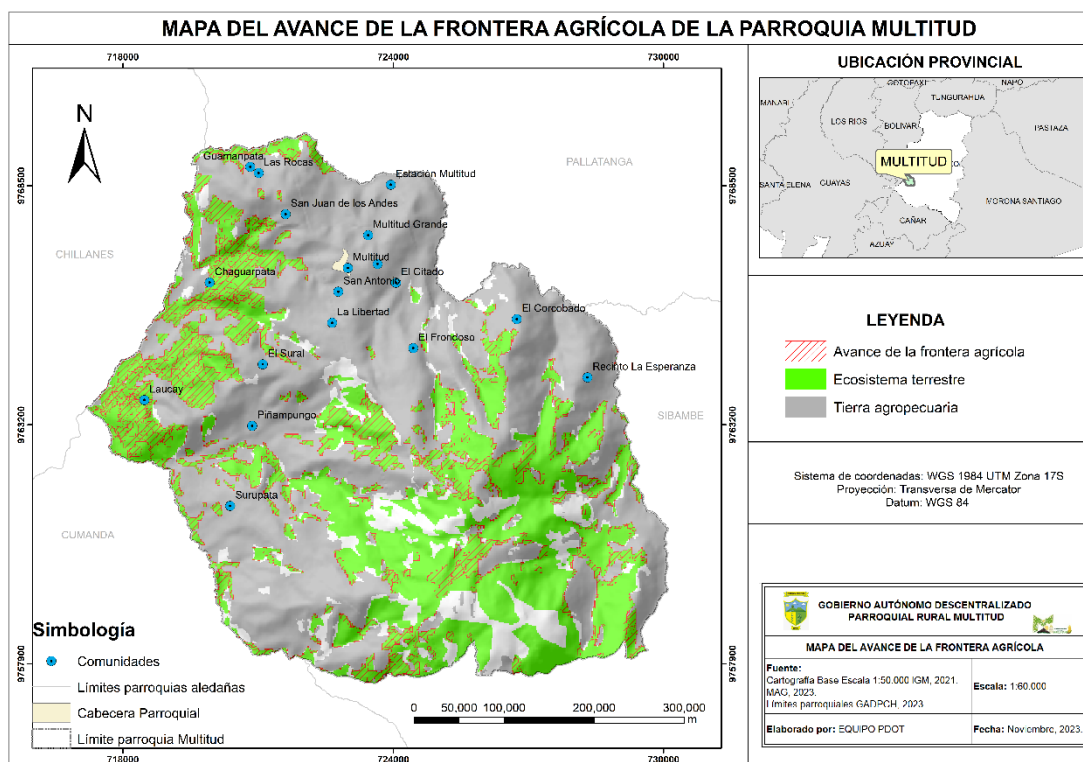 MAPA DEL AVANCE DE LA FRONTERA AGRÍCOLA DE LA PARROQUIA MULTITUD
718000
724000
730000
N
9768500
9763200
9757900
PALLATANGA
CHILLANES
SIBAMBE
CUMANDA
Guamanpata
Las Rocas
Estación Multitud
San Juan de los Andes
Multitud Grande
Multitud
Chaguarpata
San Antonio
El Citado
La Libertad
El Corcobado
El Frondoso
El Sural
Recinto La Esperanza
Laucay
Piñampungo
Surupata
Simbología
Comunidades
Límites parroquias aledañas
Cabecera Parroquial
Límite parroquia Multitud
0 50,000 100,000 200,000 300,000
m
9768500
9763200
9757900
718000
724000
730000
UBICACIÓN PROVINCIAL
COTOPAXI
NAPO
TUNGURAHUA
MANABI
LOS RIOS
BOLIVAR
PASTAZA
MULTITUD
SANTA ELENA
GUAYAS
MORONA SANTIAGO
CAÑAR
AZUAY
LEYENDA
Avance de la frontera agrícola
Ecosistema terrestre
Tierra agropecuaria
Sistema de coordenadas: WGS 1984 UTM Zona 17S
Proyección: Transversa de Mercator
Datum: WGS 84
GOBIERNO AUTÓNOMO DESCENTRALIZADO
PARROQUIAL RURAL MULTITUD
MAPA DEL AVANCE DE LA FRONTERA AGRÍCOLA
Fuente:
Cartografía Base Escala 1:50.000 IGM, 2021.
MAG, 2023.
Límites parroquiales GADPCH, 2023
Escala: 1:60.000
Elaborado por: EQUIPO PDOT
Fecha: Noviembre, 2023.